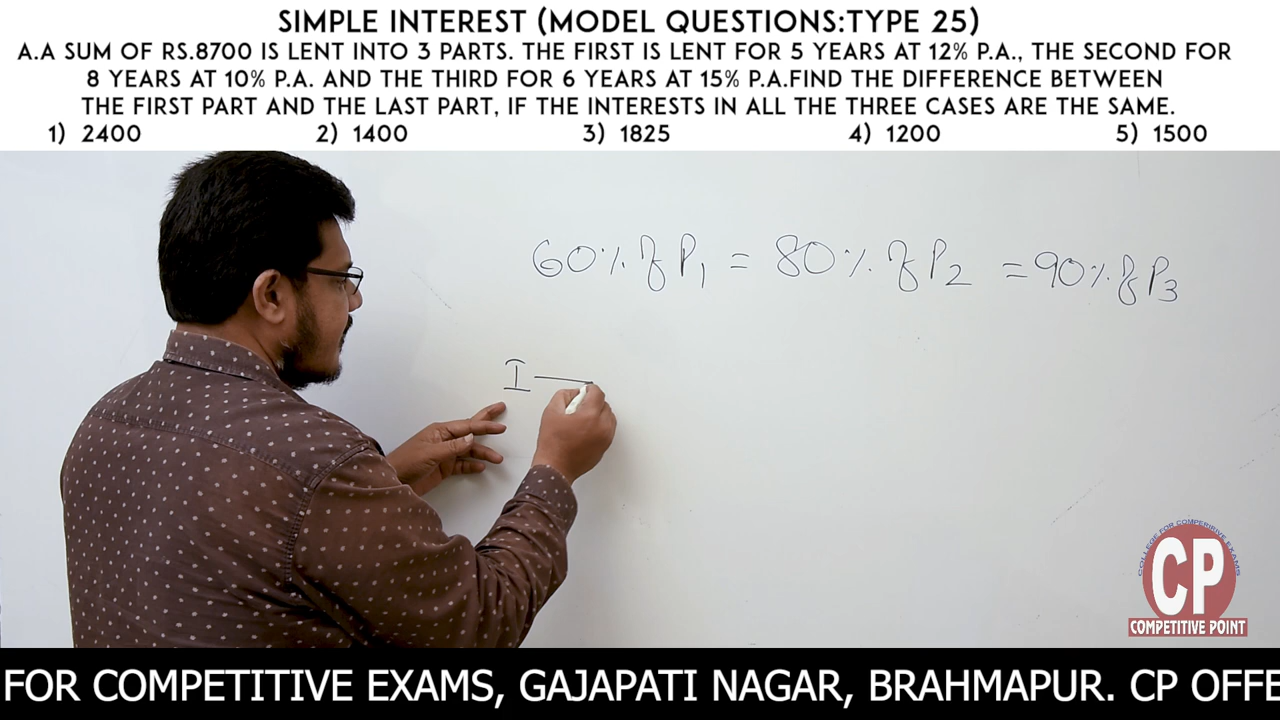 SIMPLE INTEREST (MODEL QUESTIONS:TYPE 25)
A.A SUM OF RS.8700 IS LENT INTO 3 PARTS. THE FIRST IS LENT FOR 5 YEARS AT 12% P.A., THE SECOND FOR
8 YEARS AT 10% P.A. AND THE THIRD FOR 6 YEARS AT 15% P.A.FIND THE DIFFERENCE BETWEEN
THE FIRST PART AND THE LAST PART, IF THE INTERESTS IN ALL THE THREE CASES ARE THE SAME.
1) 2400 2) 1400 3) 1825 4) 1200 5) 1500
60% of P1 = 80% of P2 = 90% of P3
I —
COLLEGE FOR COMPERIRIVE EXAMS
CP
COMPETITIVE POINT
FOR COMPETITIVE EXAMS, GAJAPATI NAGAR, BRAHMAPUR. CP OFFE